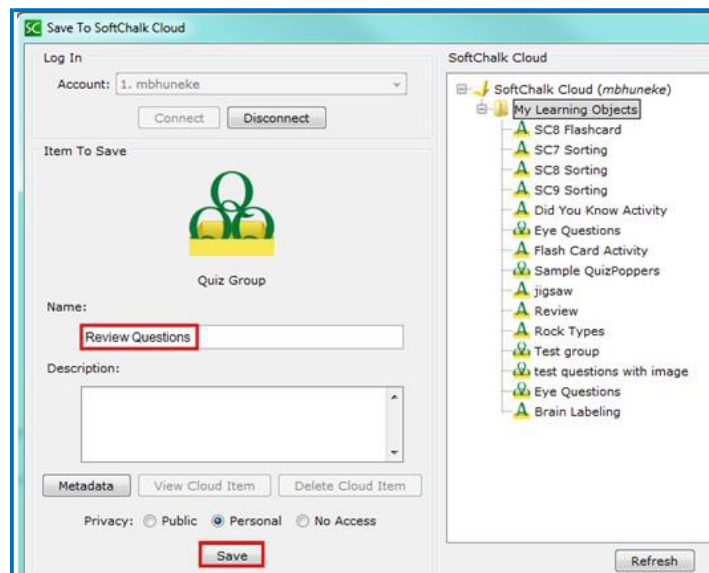 SC Save To SoftChalk Cloud
Log In
Account: 1. mbhuneke
Connect Disconnect
Item To Save
Quiz Group
Name:
Review Questions
Description:
Metadata View Cloud Item Delete Cloud Item
Privacy: Public Personal No Access
Save
SoftChalk Cloud
SoftChalk Cloud (mbhuneke)
My Learning Objects
A SC8 Flashcard
A SC7 Sorting
A SC8 Sorting
A SC9 Sorting
A Did You Know Activity
Eye Questions
A Flash Card Activity
Sample QuizPoppers
A jigsaw
A Review
A Rock Types
Test group
test questions with image
Eye Questions
A Brain Labeling
Refresh